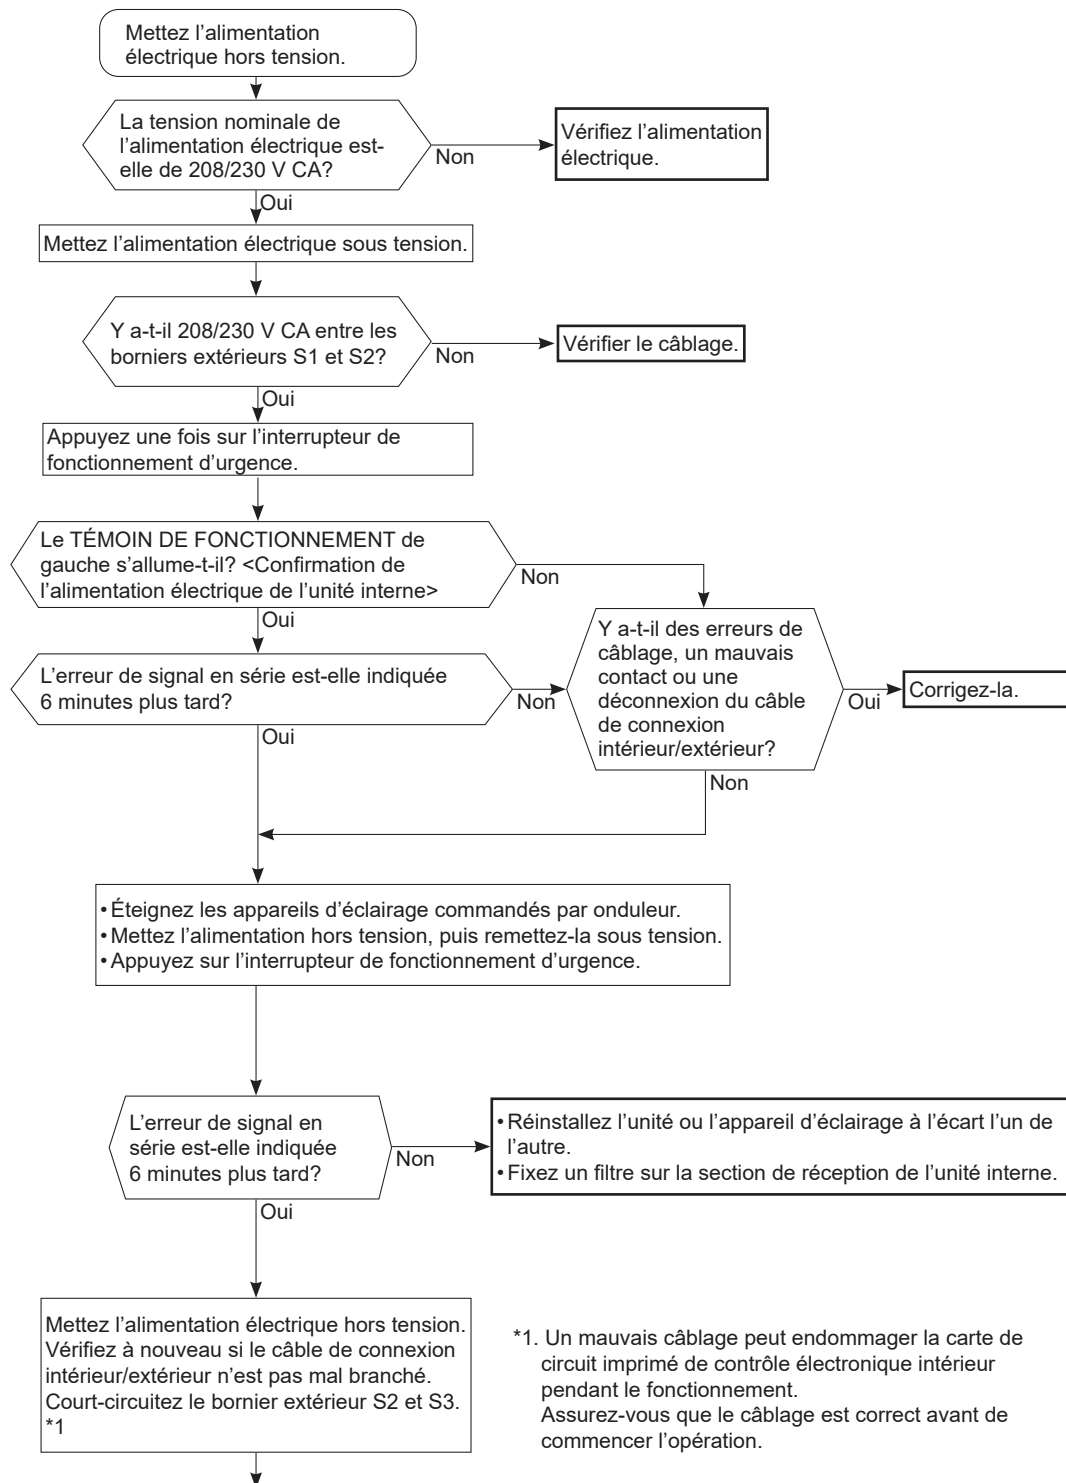 Mettez l’alimentation
électrique hors tension.
La tension nominale de
l’alimentation électrique est-
elle de 208/230 V CA?
Non
Vérifiez l’alimentation
électrique.
Oui
Mettez l’alimentation électrique sous tension.
Y a-t-il 208/230 V CA entre les
borniers extérieurs S1 et S2?
Non
Vérifier le câblage.
Oui
Appuyez une fois sur l’interrupteur de
fonctionnement d’urgence.
Le TÉMOIN DE FONCTIONNEMENT de
gauche s’allume-t-il? <Confirmation de
l’alimentation électrique de l’unité interne>
Non
Oui
Y a-t-il des erreurs de
câblage, un mauvais
contact ou une
déconnexion du câble
de connexion
intérieur/extérieur?
Oui
Corrigez-la.
L’erreur de signal en série est-elle indiquée
6 minutes plus tard?
Non
Oui
Non
• Éteignez les appareils d’éclairage commandés par onduleur.
• Mettez l’alimentation hors tension, puis remettez-la sous tension.
• Appuyez sur l’interrupteur de fonctionnement d’urgence.
L’erreur de signal en
série est-elle indiquée
6 minutes plus tard?
Non
• Réinstallez l’unité ou l’appareil d’éclairage à l’écart l’un de
l’autre.
• Fixez un filtre sur la section de réception de l’unité interne.
Oui
Mettez l’alimentation électrique hors tension.
Vérifiez à nouveau si le câble de connexion
intérieur/extérieur n’est pas mal branché.
Court-circuitez le bornier extérieur S2 et S3.
*1
*1. Un mauvais câblage peut endommager la carte de
circuit imprimé de contrôle électronique intérieur
pendant le fonctionnement.
Assurez-vous que le câblage est correct avant de
commencer l’opération.